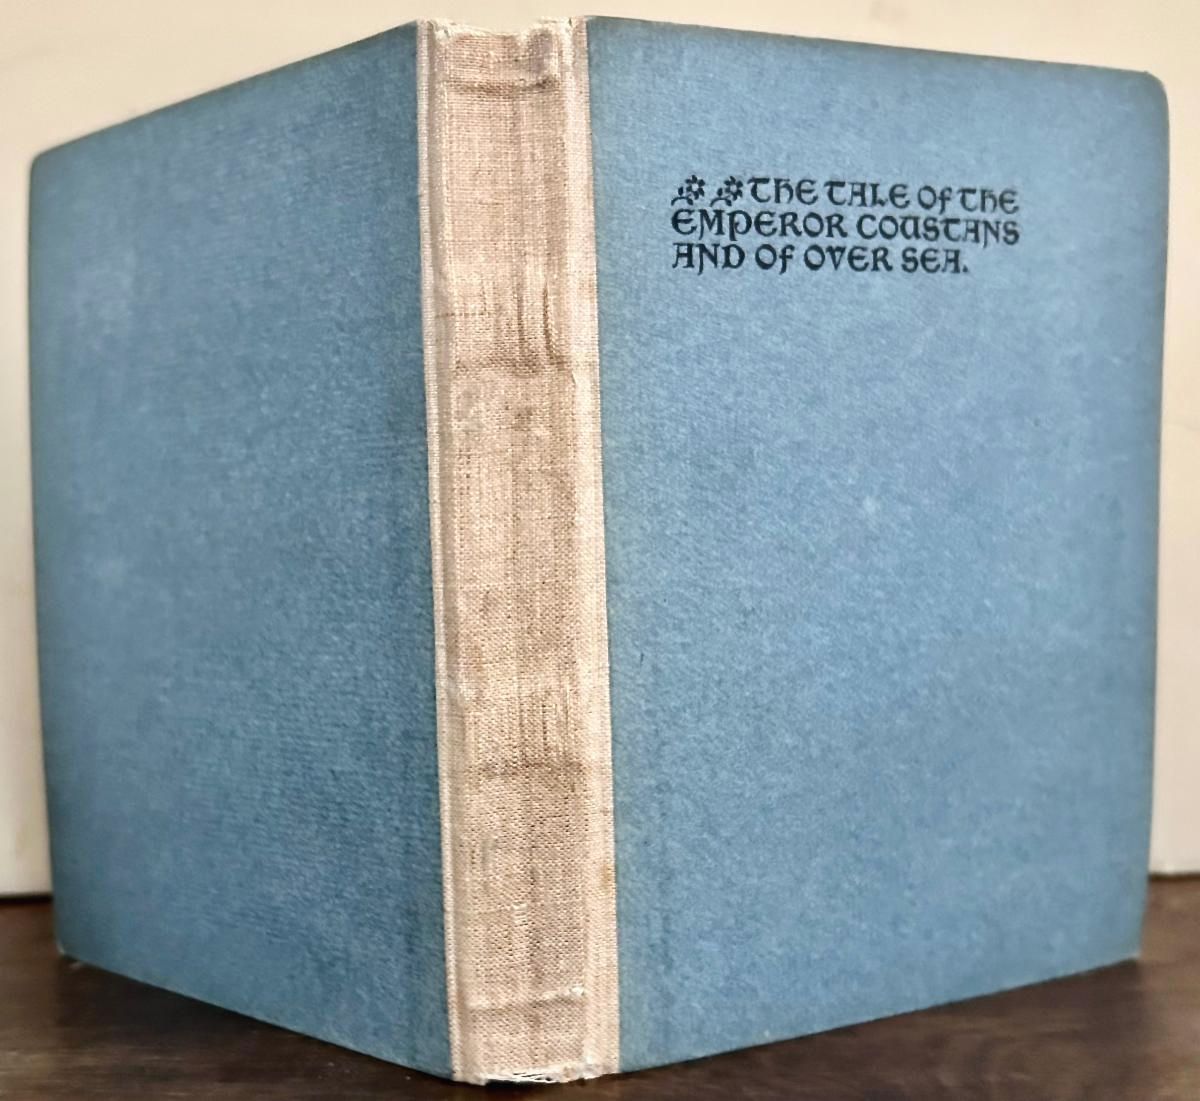 THE TALE OF THE
EMPEROR COUSTANS
AND OF OVER SEA.